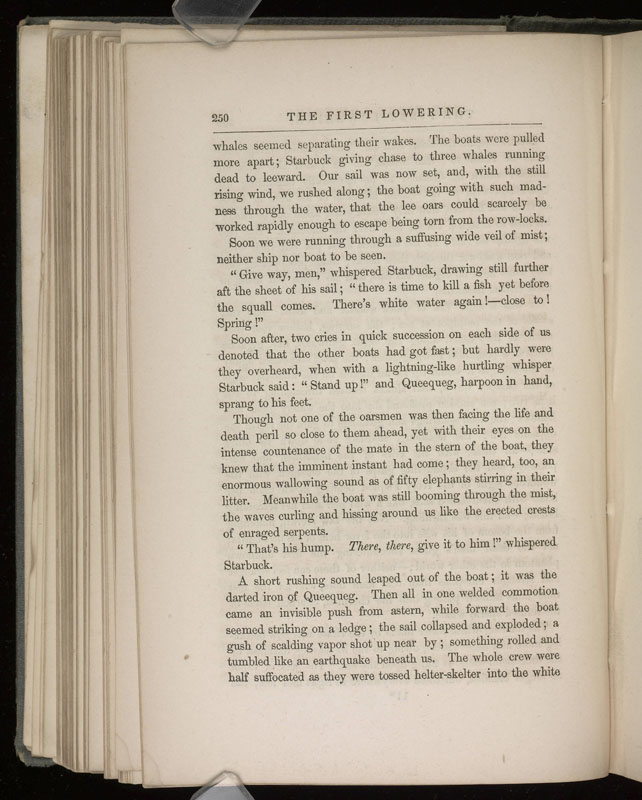 250 THE FIRST LOWERING.
whales seemed separating their wakes. The boats were pulled
more apart; Starbuck giving chase to three whales running
dead to leeward. Our sail was now set, and, with the still
rising wind, we rushed along; the boat going with such mad-
ness through the water, that the lee oars could scarcely be
worked rapidly enough to escape being torn from the row-locks.
Soon we were running through a suffusing wide veil of mist;
neither ship nor boat to be seen.
“Give way, men,” whispered Starbuck, drawing still further
aft the sheet of his sail; “there is time to kill a fish yet before
the squall comes. There's white water again!—close to!
Spring!”
Soon after, two cries in quick succession on each side of us
denoted that the other boats had got fast; but hardly were
they overheard, when with a lightning-like hurtling whisper
Starbuck said: “Stand up!” and Queequeg, harpoon in hand,
sprang to his feet.
Though not one of the oarsmen was then facing the life and
death peril so close to them ahead, yet with their eyes on the
intense countenance of the mate in the stern of the boat, they
knew that the imminent instant had come; they heard, too, an
enormous wallowing sound as of fifty elephants stirring in their
litter. Meanwhile the boat was still booming through the mist,
the waves curling and hissing around us like the erected crests
of enraged serpents.
“That's his hump. There, there, give it to him!” whispered
Starbuck.
A short rushing sound leaped out of the boat; it was the
darted iron of Queequeg. Then all in one welded commotion
came an invisible push from astern, while forward the boat
seemed striking on a ledge; the sail collapsed and exploded; a
gush of scalding vapor shot up near by; something rolled and
tumbled like an earthquake beneath us. The whole crew were
half suffocated as they were tossed helter-skelter into the white